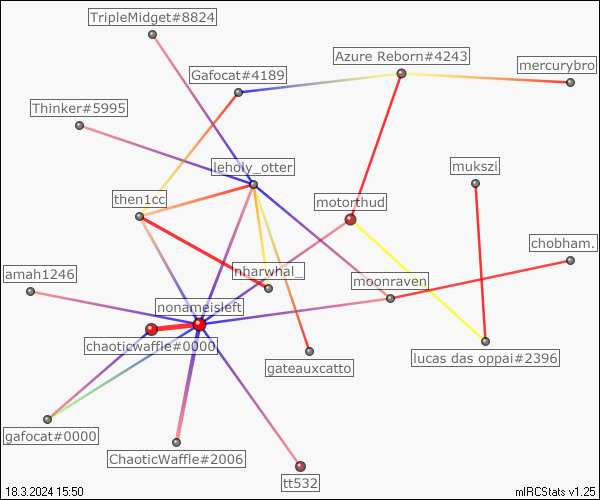 TripleMidget#8824
Azure Reborn#4243
mercurybro
Gafocat#4189
Thinker#5995
leholy_otter
mukszi
then1cc
motorthud
chobham.
amah1246
nharwhal_
moonraven
nonameisleft
chaoticwaffle#0000
lucas das oppai#2396
gateauxcatto
gafocat#0000
ChaoticWaffle#2006
tt532
18.3.2024 15:50
mIRCStats v1.25